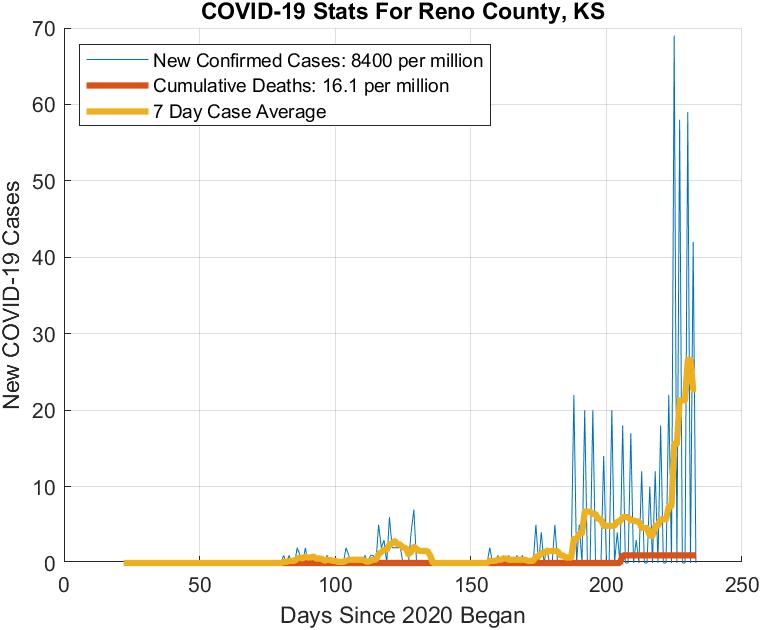 COVID-19 Stats For Reno County, KS
70
60
50
40
30
20
10
0
New COVID-19 Cases
New Confirmed Cases: 8400 per million
Cumulative Deaths: 16.1 per million
7 Day Case Average
0
50
100
150
200
250
Days Since 2020 Began